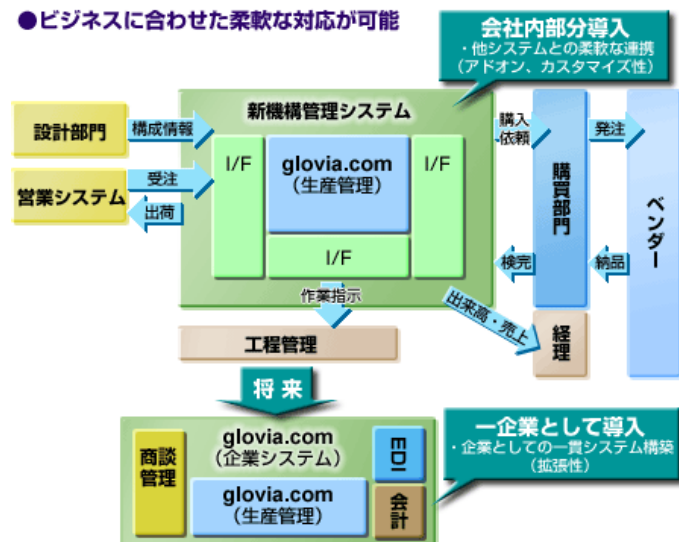 ●ビジネスに合わせた柔軟な対応が可能
会社内部分導入
・他システムとの柔軟な連携
（アドオン、カスタマイズ性）
新機構管理システム
設計部門
構成情報
営業システム
受注
出荷
I/F
glovia.com
（生産管理）
I/F
I/F
購入
依頼
発注
購買部門
ベンダー
検完
納品
作業指示
出来高・売上
工程管理
経理
将来
商談
管理
glovia.com
（企業システム）
EDI
glovia.com
（生産管理）
会計
一企業として導入
・企業としての一貫システム構築
（拡張性）